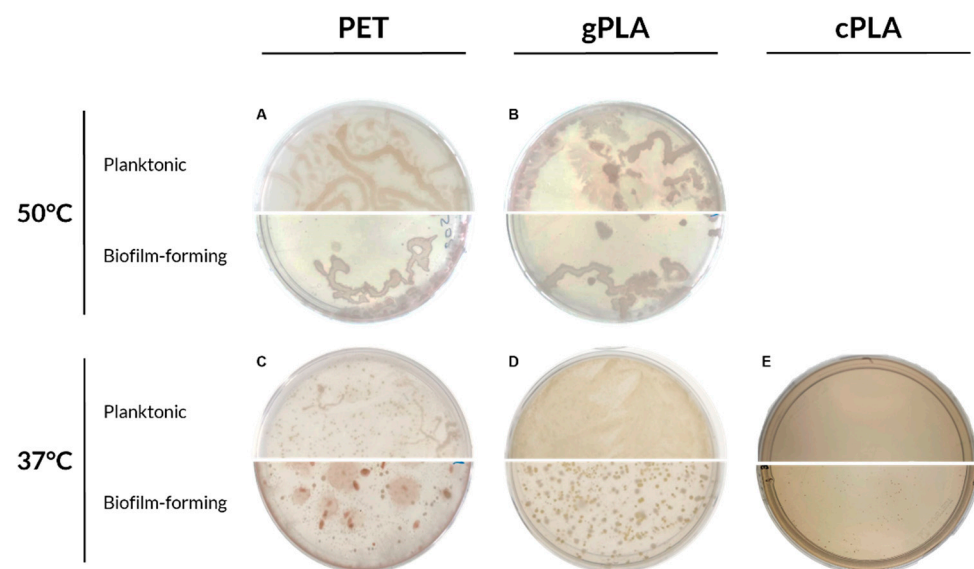 PET gPLA cPLA
A B
Planktonic
50°C
Biofilm-forming
C D E
Planktonic
37°C
Biofilm-forming